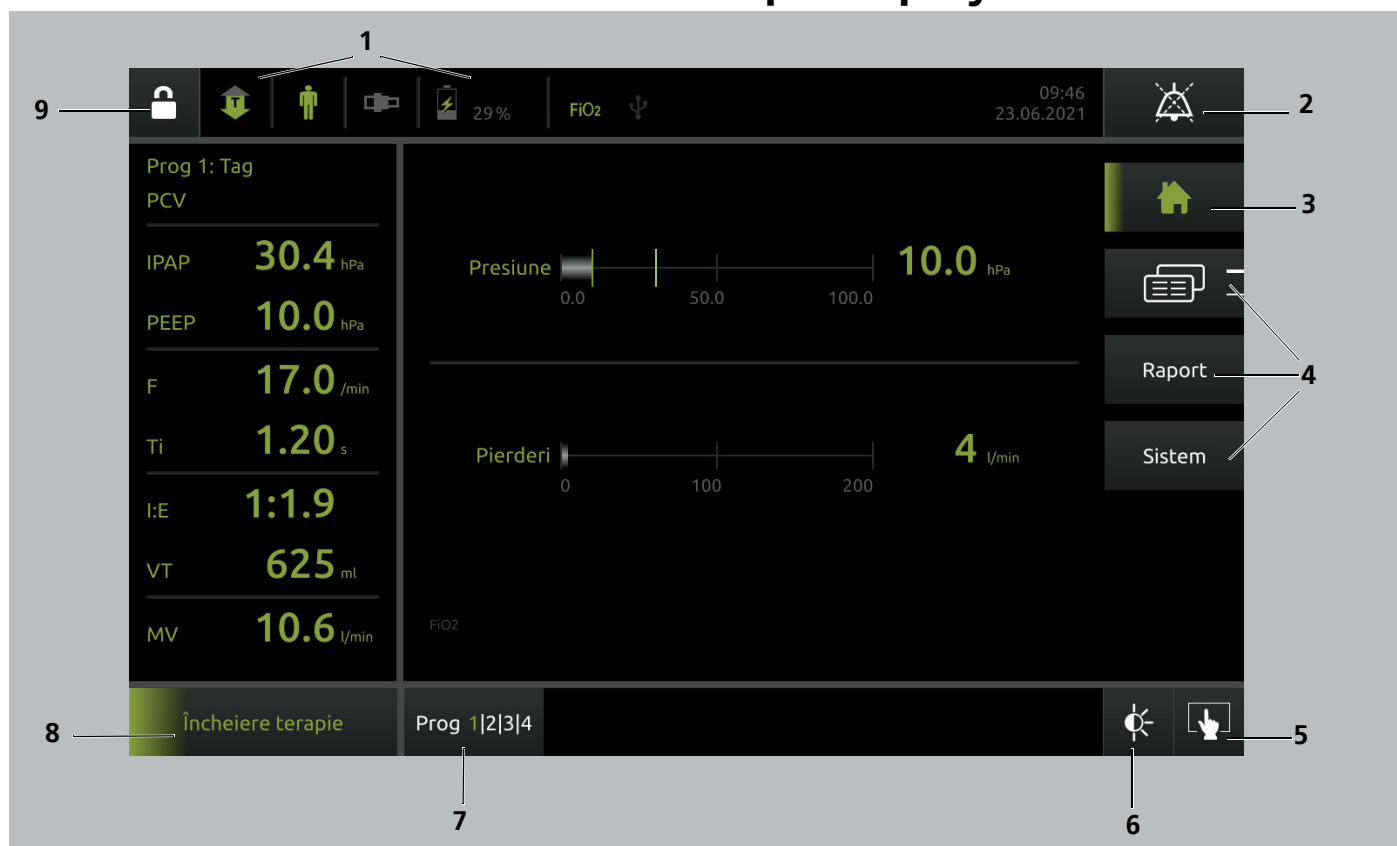 1
9
29%
FiO2
09:46
23.06.2021
2
Prog 1: Tag
PCV
IPAP 30.4 hPa
PEEP 10.0 hPa
F 17.0 /min
Ti 1.20 s
I:E 1:1.9
VT 625 ml
MV 10.6 l/min
Presiune 10.0 hPa
0.0 50.0 100.0
Pierderi 4 l/min
0 100 200
FiO2
3
Raport
4
Sistem
8
Încheiere terapie
Prog 1|2|3|4
5
7
6